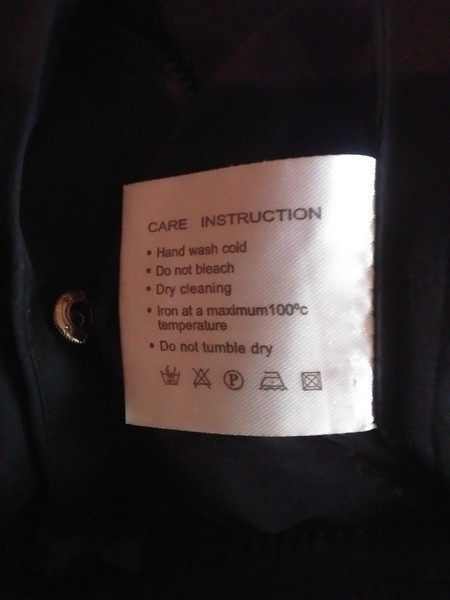 CARE INSTRUCTION
• Hand wash cold
• Do not bleach
• Dry cleaning
• Iron at a maximum100ºc
temperature
• Do not tumble dry
P